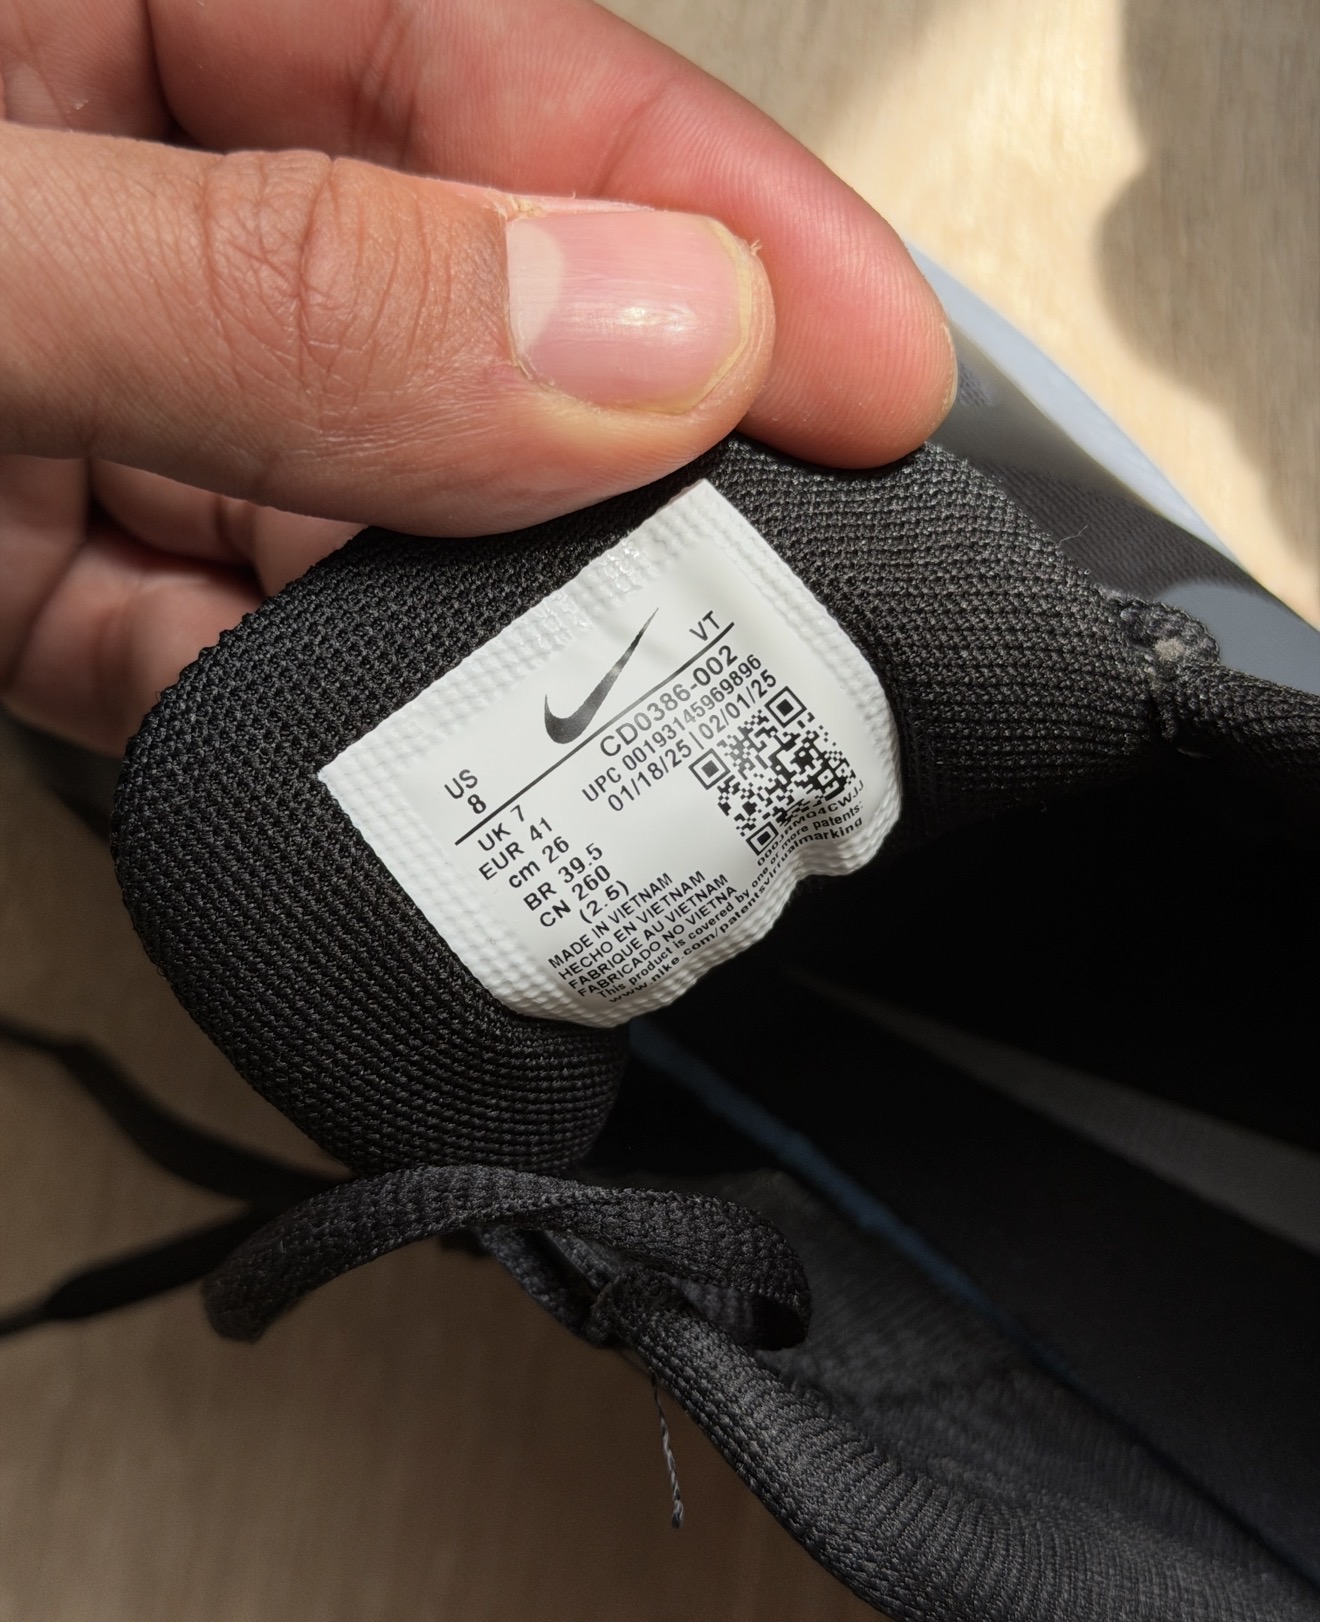 US
8
VT
UK 7
EUR 41
cm 26
BR 39.5
CN 260
(2.5)
CD0386-002
UPC 00193145969896
01/18/25 | 02/01/25
MADE IN VIETNAM
HECHO EN VIETNAM
FABRIQUE AU VIETNAM
FABRICADO NO VIETNA
This product is covered by one or more patents:
www.nike.com/patentsvirtualmarking